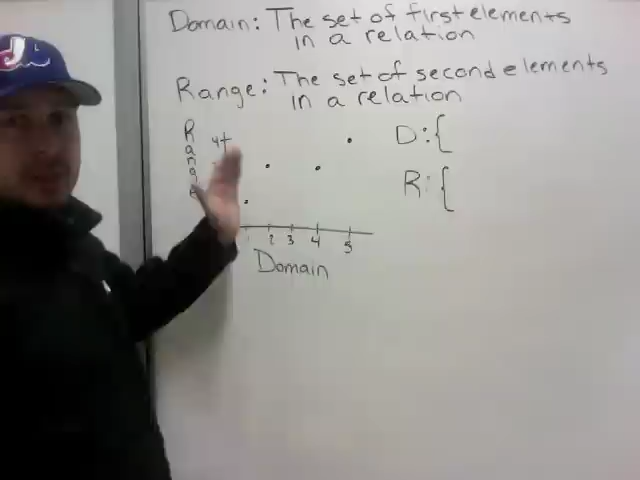 Domain: The set of first elements
in a relation
Range: The set of second elements
in a relation
Range
4
D:{
R:{
1 2 3 4 5
Domain